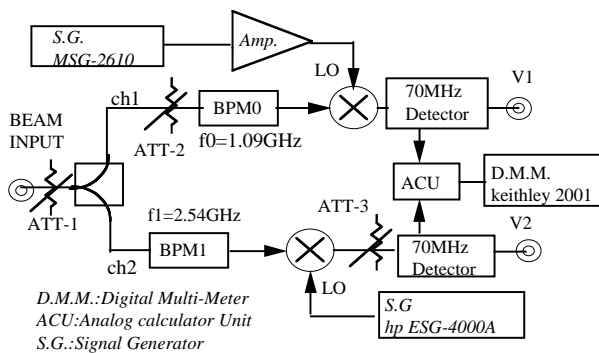 S.G.
MSG-2610
Amp.
LO
V1
ch1
BPM0
70MHz
Detector
BEAM
INPUT
ATT-2
f0=1.09GHz
ACU
D.M.M.
keithley 2001
ATT-1
ATT-3
f1=2.54GHz
V2
BPM1
70MHz
Detector
ch2
LO
D.M.M.:Digital Multi-Meter
ACU:Analog calculator Unit
S.G.:Signal Generator
S.G
hp ESG-4000A